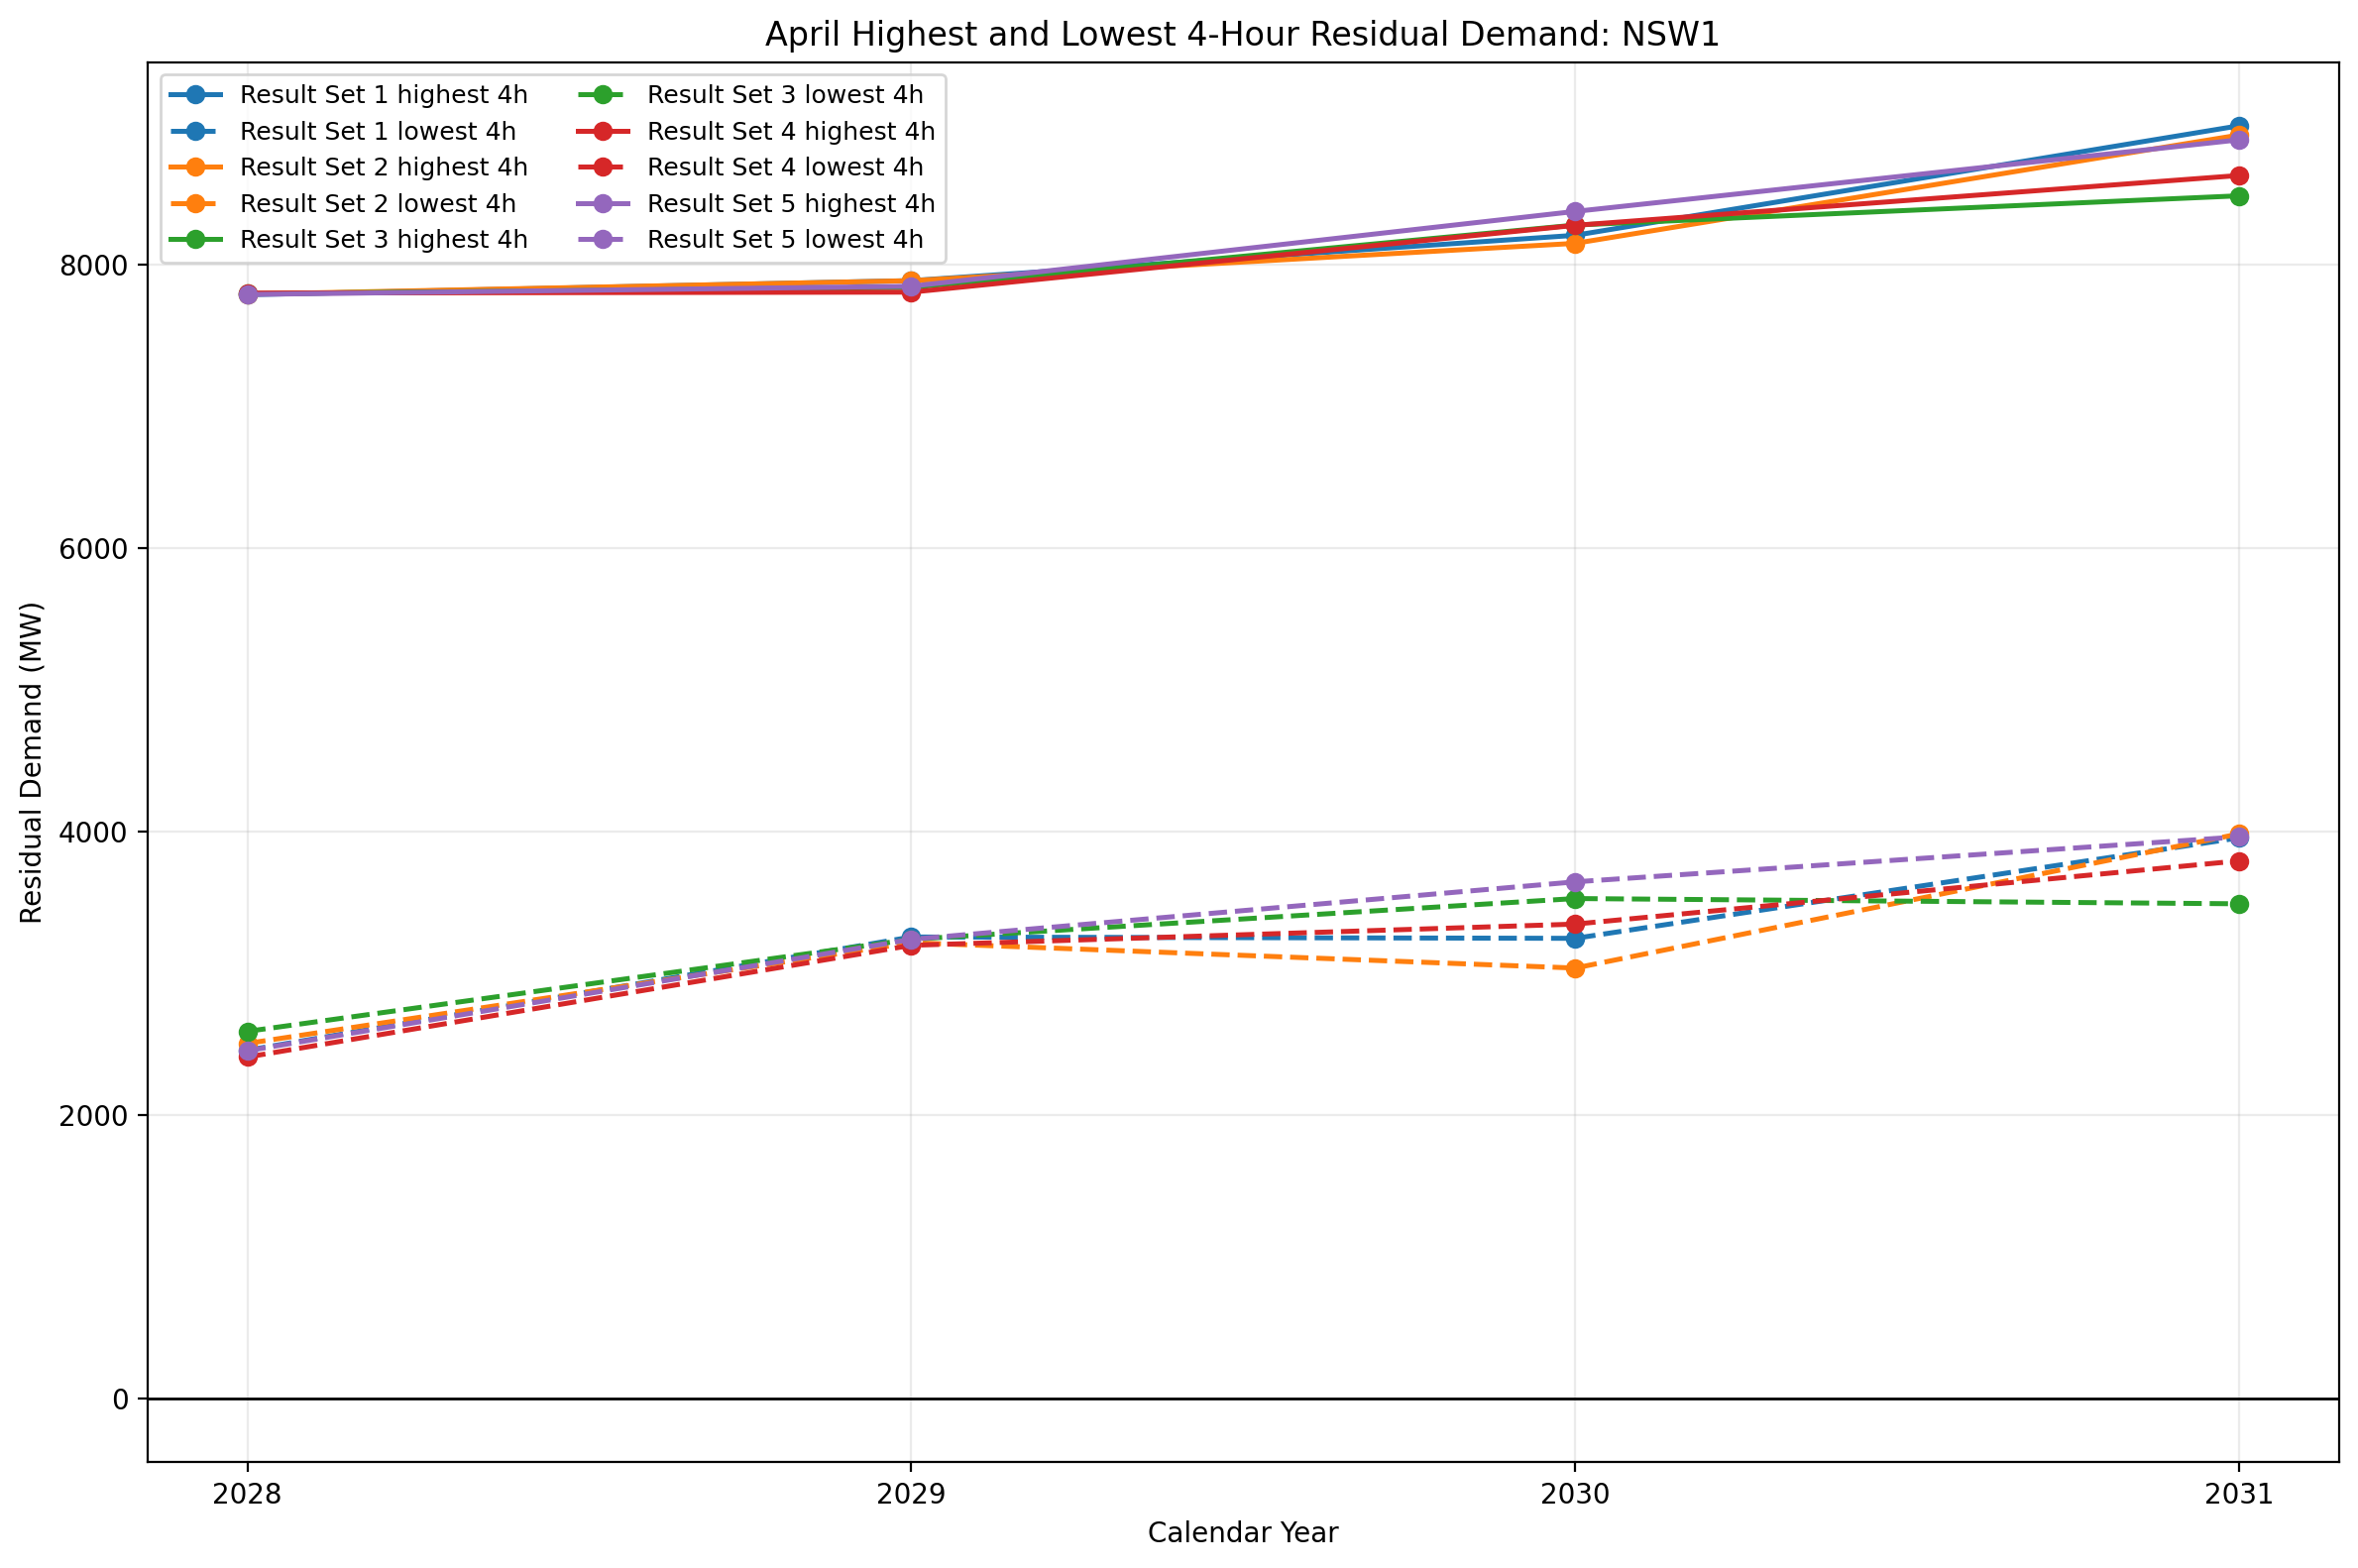 April Highest and Lowest 4-Hour Residual Demand: NSW1
Result Set 1 highest 4h
Result Set 1 lowest 4h
Result Set 2 highest 4h
Result Set 2 lowest 4h
Result Set 3 highest 4h
Result Set 3 lowest 4h
Result Set 4 highest 4h
Result Set 4 lowest 4h
Result Set 5 highest 4h
Result Set 5 lowest 4h
Residual Demand (MW)
8000
6000
4000
2000
0
2028
2029
2030
2031
Calendar Year